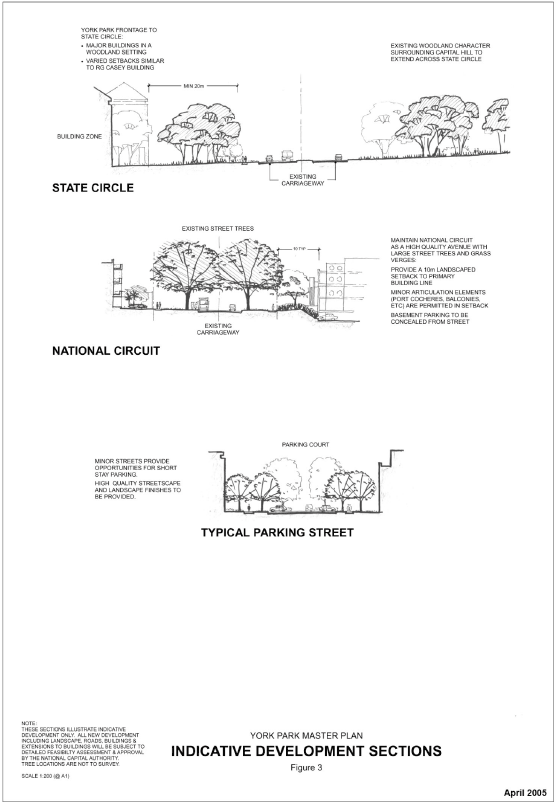 YORK PARK FRONTAGE TO
STATE CIRCLE:
• MAJOR BUILDINGS IN A
WOODLAND SETTING
• VARIED SETBACKS SIMILAR
TO RG CASEY BUILDING
EXISTING WOODLAND CHARACTER
SURROUNDING CAPITAL HILL TO
EXTEND ACROSS STATE CIRCLE
MIN 20m
BUILDING ZONE
EXISTING
CARRIAGEWAY
STATE CIRCLE
EXISTING STREET TREES
MAINTAIN NATIONAL CIRCUIT
AS A HIGH QUALITY AVENUE WITH
LARGE STREET TREES AND GRASS
VERGES:
PROVIDE A 10m LANDSCAPED
SETBACK TO PRIMARY
BUILDING LINE
MINOR ARTICULATION ELEMENTS
(PORT COCHERES, BALCONIES,
ETC) ARE PERMITTED IN SETBACK
BASEMENT PARKING TO BE
CONCEALED FROM STREET
EXISTING
CARRIAGEWAY
NATIONAL CIRCUIT
PARKING COURT
MINOR STREETS PROVIDE
OPPORTUNITIES FOR SHORT
STAY PARKING.
HIGH QUALITY STREETSCAPE
AND LANDSCAPE FINISHES TO
BE PROVIDED.
TYPICAL PARKING STREET
NOTE:
THESE SECTIONS ILLUSTRATE INDICATIVE
DEVELOPMENT ONLY. ALL NEW DEVELOPMENT
INCLUDING LANDSCAPE, ROADS, BUILDINGS &
EXTENSIONS TO BUILDINGS WILL BE SUBJECT TO
DETAILED FEASIBILTY ASSESSMENT & APPROVAL
BY THE NATIONAL CAPITAL AUTHORITY.
TREE LOCATIONS ARE NOT TO SURVEY.
SCALE 1:200 (@ A1)
YORK PARK MASTER PLAN
INDICATIVE DEVELOPMENT SECTIONS
Figure 3
April 2005